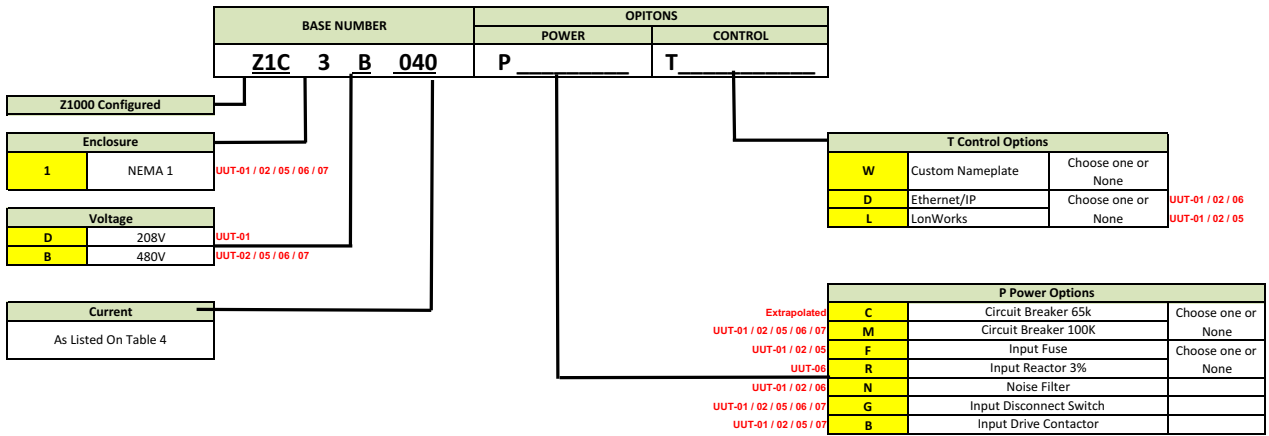 BASE NUMBER
OPITONS
POWER CONTROL
Z1C 3 B 040 P__________ T____________
Z1000 Configured
Enclosure
1 NEMA 1 UUT-01 / 02 / 05 / 06 / 07
Voltage
D 208V UUT-01
B 480V UUT-02 / 05 / 06 / 07
Current
As Listed On Table 4
T Control Options
W Custom Nameplate Choose one or
None
D Ethernet/IP Choose one or UUT-01 / 02 / 06
L LonWorks None UUT-01 / 02 / 05
P Power Options
Extrapolated C Circuit Breaker 65k Choose one or
UUT-01 / 02 / 05 / 06 / 07 M Circuit Breaker 100K None
UUT-01 / 02 / 05 F Input Fuse Choose one or
UUT-06 R Input Reactor 3% None
UUT-01 / 02 / 06 N Noise Filter
UUT-01 / 02 / 05 / 06 / 07 G Input Disconnect Switch
UUT-01 / 02 / 05 / 07 B Input Drive Contactor